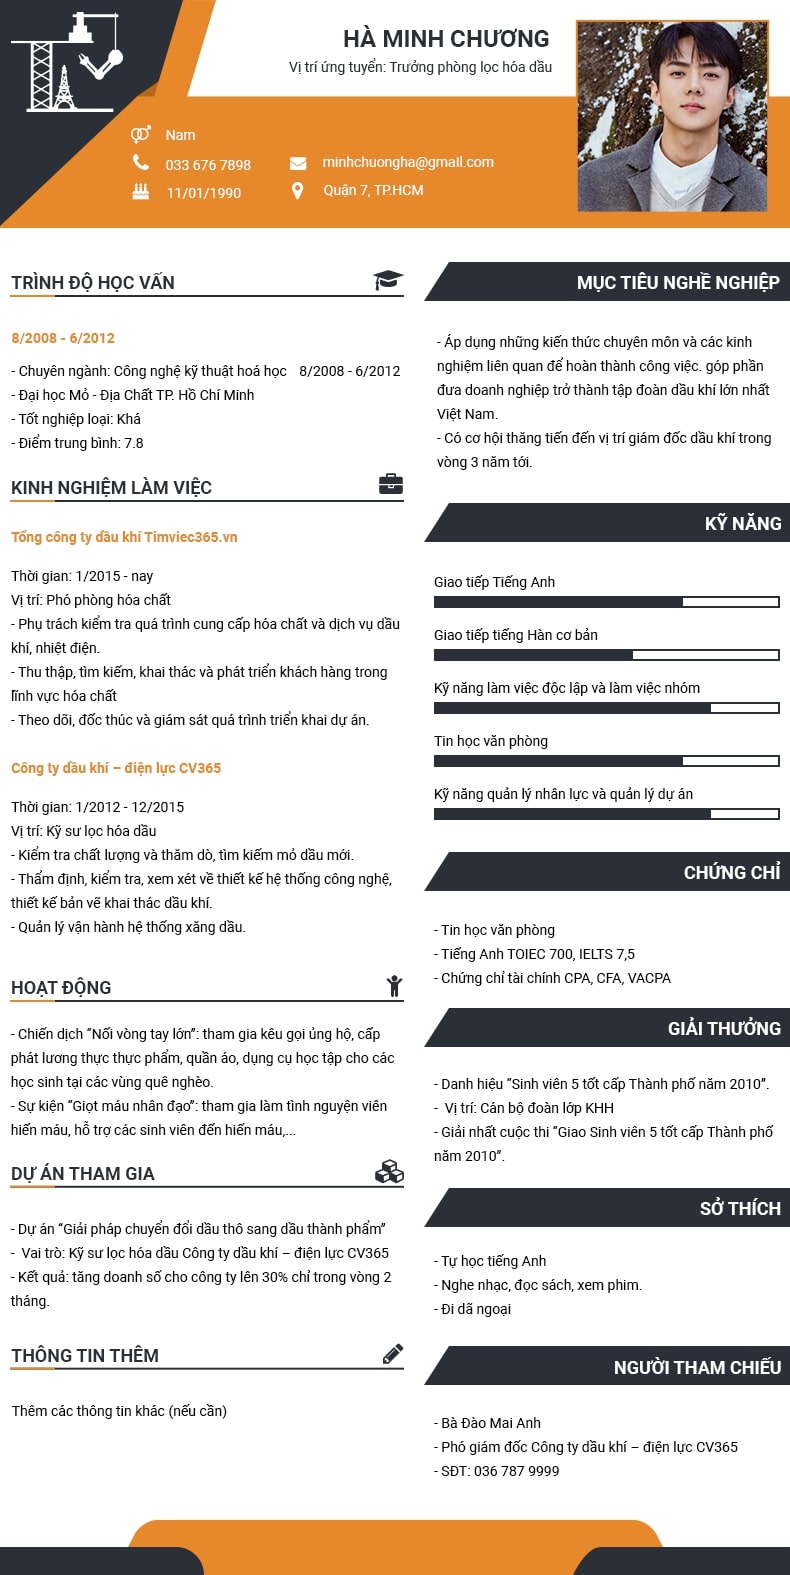 HÀ MINH CHƯƠNG
Vị trí ứng tuyển: Trưởng phòng lọc hóa dầu
Nam
033 676 7898
minhchuongha@gmail.com
11/01/1990
Quận 7, TP.HCM
TRÌNH ĐỘ HỌC VẤN
8/2008 - 6/2012
- Chuyên ngành: Công nghệ kỹ thuật hoá học 8/2008 - 6/2012
- Đại học Mỏ - Địa Chất TP. Hồ Chí Minh
- Tốt nghiệp loại: Khá
- Điểm trung bình: 7.8
KINH NGHIỆM LÀM VIỆC
Tổng công ty dầu khí Timviec365.vn
Thời gian: 1/2015 - nay
Vị trí: Phó phòng hóa chất
- Phụ trách kiểm tra quá trình cung cấp hóa chất và dịch vụ dầu
khí, nhiệt điện.
- Thu thập, tìm kiếm, khai thác và phát triển khách hàng trong
lĩnh vực hóa chất
- Theo dõi, đốc thúc và giám sát quá trình triển khai dự án.
Công ty dầu khí – điện lực CV365
Thời gian: 1/2012 - 12/2015
Vị trí: Kỹ sư lọc hóa dầu
- Kiểm tra chất lượng và thăm dò, tìm kiếm mỏ dầu mới.
- Thẩm định, kiểm tra, xem xét về thiết kế hệ thống công nghệ,
thiết kế bản vẽ khai thác dầu khí.
- Quản lý vận hành hệ thống xăng dầu.
HOẠT ĐỘNG
- Chiến dịch “Nối vòng tay lớn”: tham gia kêu gọi ủng hộ, cấp
phát lương thực thực phẩm, quần áo, dụng cụ học tập cho các
học sinh tại các vùng quê nghèo.
- Sự kiện “Giọt máu nhân đạo”: tham gia làm tình nguyện viên
hiến máu, hỗ trợ các sinh viên đến hiến máu,...
DỰ ÁN THAM GIA
- Dự án “Giải pháp chuyển đổi dầu thô sang dầu thành phẩm”
- Vai trò: Kỹ sư lọc hóa dầu Công ty dầu khí – điện lực CV365
- Kết quả: tăng doanh số cho công ty lên 30% chỉ trong vòng 2
tháng.
THÔNG TIN THÊM
Thêm các thông tin khác (nếu cần)
MỤC TIÊU NGHỀ NGHIỆP
- Áp dụng những kiến thức chuyên môn và các kinh
nghiệm liên quan để hoàn thành công việc. góp phần
đưa doanh nghiệp trở thành tập đoàn dầu khí lớn nhất
Việt Nam.
- Có cơ hội thăng tiến đến vị trí giám đốc dầu khí trong
vòng 3 năm tới.
KỸ NĂNG
Giao tiếp Tiếng Anh
Giao tiếp tiếng Hàn cơ bản
Kỹ năng làm việc độc lập và làm việc nhóm
Tin học văn phòng
Kỹ năng quản lý nhân lực và quản lý dự án
CHỨNG CHỈ
- Tin học văn phòng
- Tiếng Anh TOIEC 700, IELTS 7,5
- Chứng chỉ tài chính CPA, CFA, VACPA
GIẢI THƯỞNG
- Danh hiệu “Sinh viên 5 tốt cấp Thành phố năm 2010”.
- Vị trí: Cán bộ đoàn lớp KHH
- Giải nhất cuộc thi “Giao Sinh viên 5 tốt cấp Thành phố
năm 2010”.
SỞ THÍCH
- Tự học tiếng Anh
- Nghe nhạc, đọc sách, xem phim.
- Đi dã ngoại
NGƯỜI THAM CHIẾU
- Bà Đào Mai Anh
- Phó giám đốc Công ty dầu khí – điện lực CV365
- SĐT: 036 787 9999